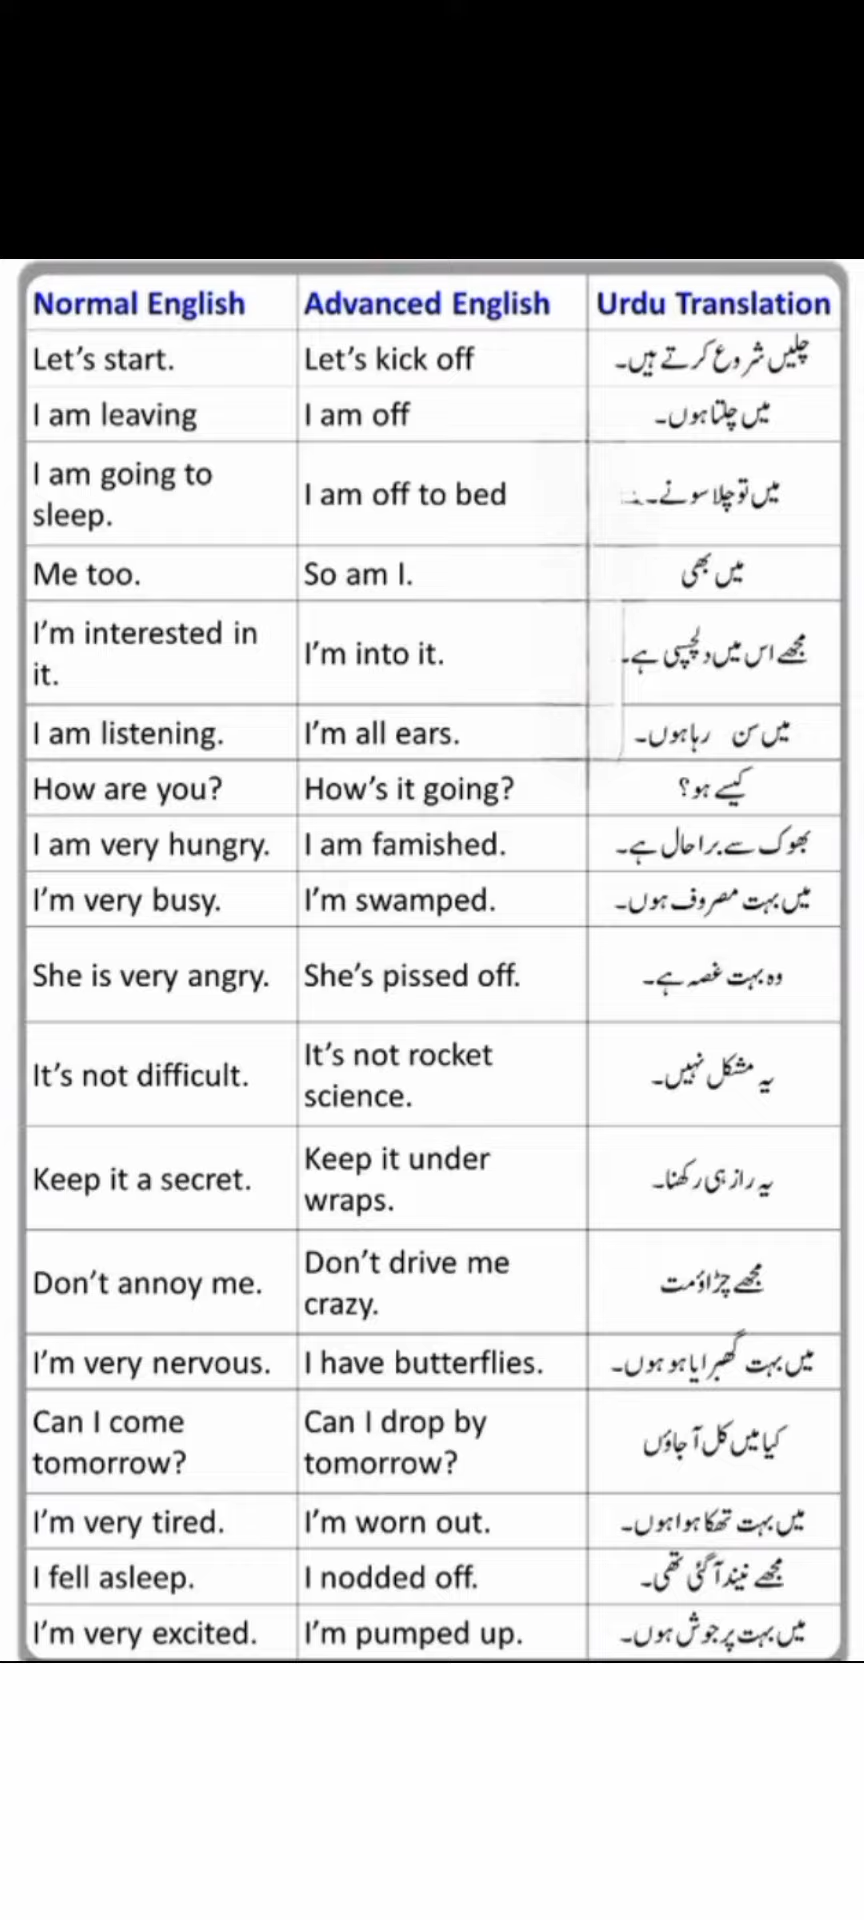 Normal English Advanced English Urdu Translation
Let's start. Let's kick off چلیں شروع کرتے ہیں۔
I am leaving I am off میں چلتا ہوں۔
I am going to
sleep. I am off to bed میں تو چلا سونے۔
Me too. So am I. میں بھی
I'm interested in
it. I'm into it. مجھے اس میں دلچسپی ہے۔
I am listening. I'm all ears. میں سن رہا ہوں۔
How are you? How's it going? کیسے ہو؟
I am very hungry. I am famished. بھوک سے برا حال ہے۔
I'm very busy. I'm swamped. میں بہت مصروف ہوں۔
She is very angry. She's pissed off. وہ بہت غصہ ہے۔
It's not difficult. It's not rocket
science. یہ مشکل نہیں۔
Keep it a secret. Keep it under
wraps. یہ راز ہی رکھنا۔
Don't annoy me. Don't drive me
crazy. مجھے چڑاؤ مت
I'm very nervous. I have butterflies. میں بہت گھبرایا ہو ہوں۔
Can I come
tomorrow? Can I drop by
tomorrow? کیا میں کل آ جاؤں
I'm very tired. I'm worn out. میں بہت تھکا ہوا ہوں۔
I fell asleep. I nodded off. مجھے نیند آ گئی تھی۔
I'm very excited. I'm pumped up. میں بہت پر جوش ہوں۔